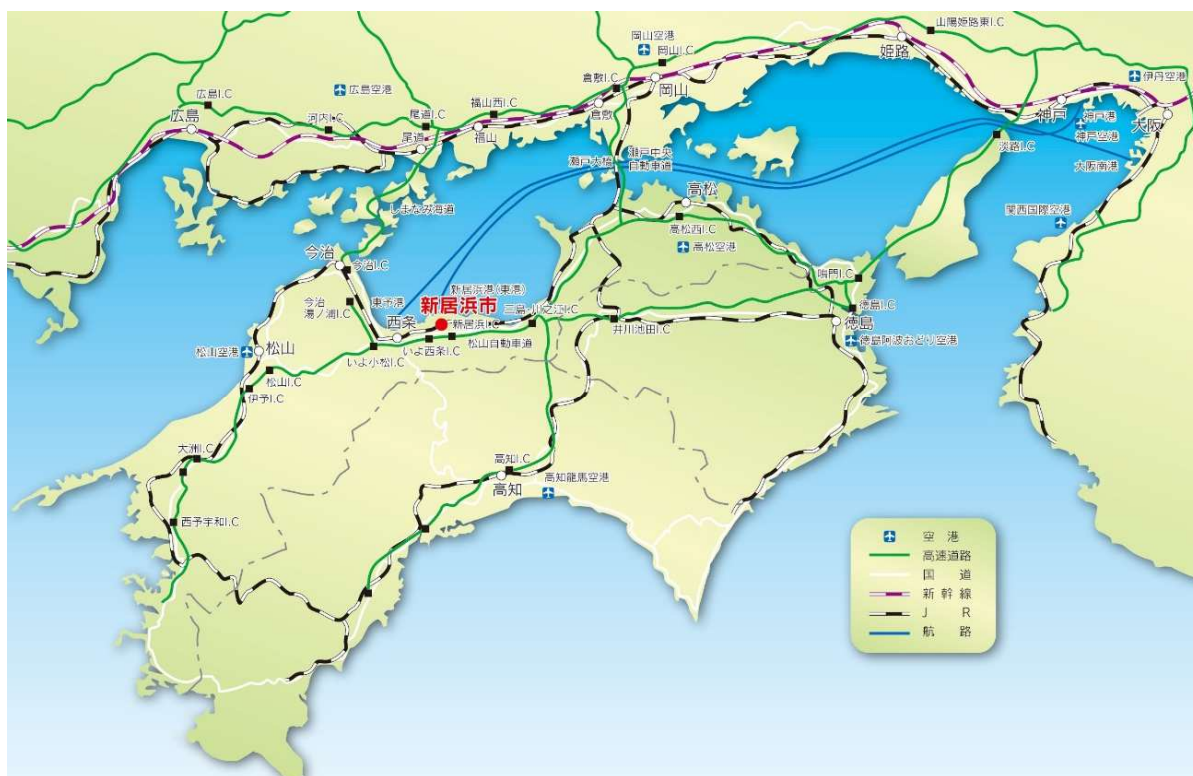 山陽姫路東I.C
岡山空港
岡山I.C
姫路
伊丹空港
倉敷I.C
岡山
広島空港
広島I.C
福山西I.C
尾道I.C
河内I.C
広島
倉敷
福山
尾道
神戸
神戸港
神戸空港
大阪
淡路I.C
大阪南港
瀬戸大橋
瀬戸中央
自動車道
高松
しまなみ海道
高松西I.C
関西国際空港
高松空港
今治
今治I.C
鳴門I.C
新居浜港(東港)
東予港
今治
湯ノ浦I.C
新居浜市
三島・川之江I.C
徳島I.C
西条
新居浜I.C
井川池田I.C
徳島
松山空港
松山
いよ西条I.C
松山自動車道
徳島阿波おどり空港
いよ小松I.C
松山I.C
伊予I.C
大洲I.C
高知I.C
高知龍馬空港
高知
西予宇和I.C
空港
高速道路
国道
新幹線
JR
航路